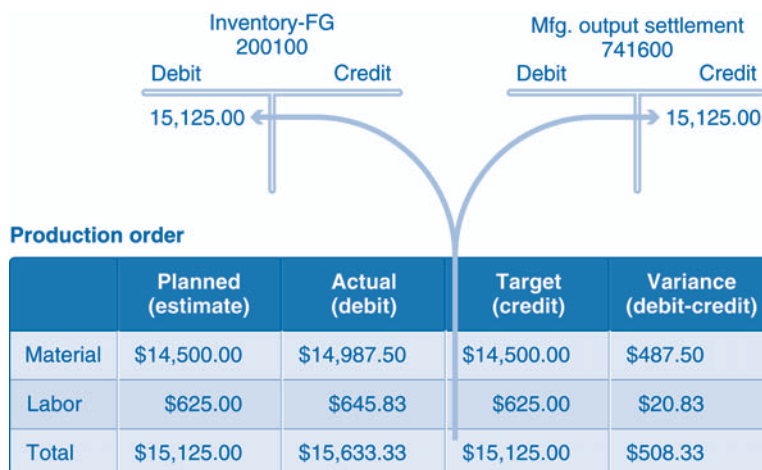 Inventory-FG
200100
Debit Credit
15,125.00
Mfg. output settlement
741600
Debit Credit
15,125.00
Production order
Planned (estimate) Actual (debit) Target (credit) Variance (debit-credit)
Material $14,500.00 $14,987.50 $14,500.00 $487.50
Labor $625.00 $645.83 $625.00 $20.83
Total $15,125.00 $15,633.33 $15,125.00 $508.33